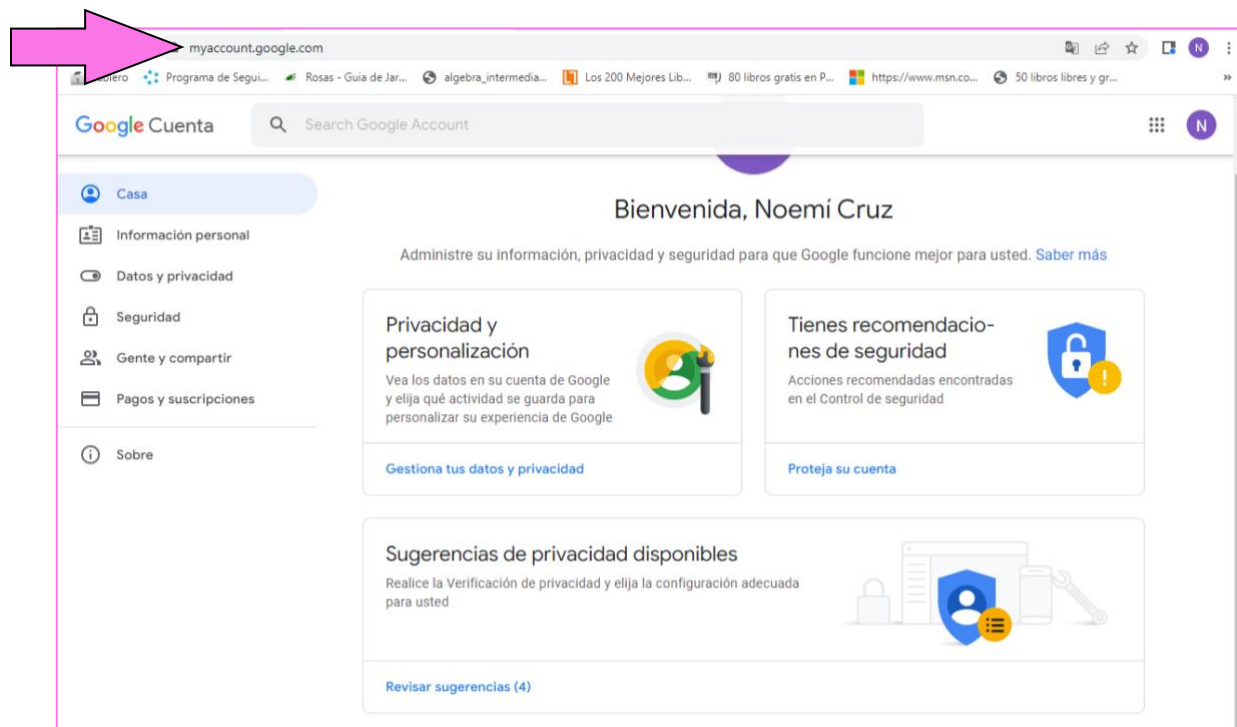 myaccount.google.com
Programa de Segui... Rosas - Guia de Jar... algebra_intermedia... Los 200 Mejores Lib... 80 libros gratis en P... https://www.msn.co... 50 libros libres y gr... »
Google Cuenta
Search Google Account
N
N
Casa
Información personal
Datos y privacidad
Seguridad
Gente y compartir
Pagos y suscripciones
Sobre
Bienvenida, Noemí Cruz
Administre su información, privacidad y seguridad para que Google funcione mejor para usted. Saber más
Privacidad y
personalización
Vea los datos en su cuenta de Google
y elija qué actividad se guarda para
personalizar su experiencia de Google
Gestiona tus datos y privacidad
Tienes recomendacio-
nes de seguridad
Acciones recomendadas encontradas
en el Control de seguridad
Proteja su cuenta
Sugerencias de privacidad disponibles
Realice la Verificación de privacidad y elija la configuración adecuada
para usted
Revisar sugerencias (4)